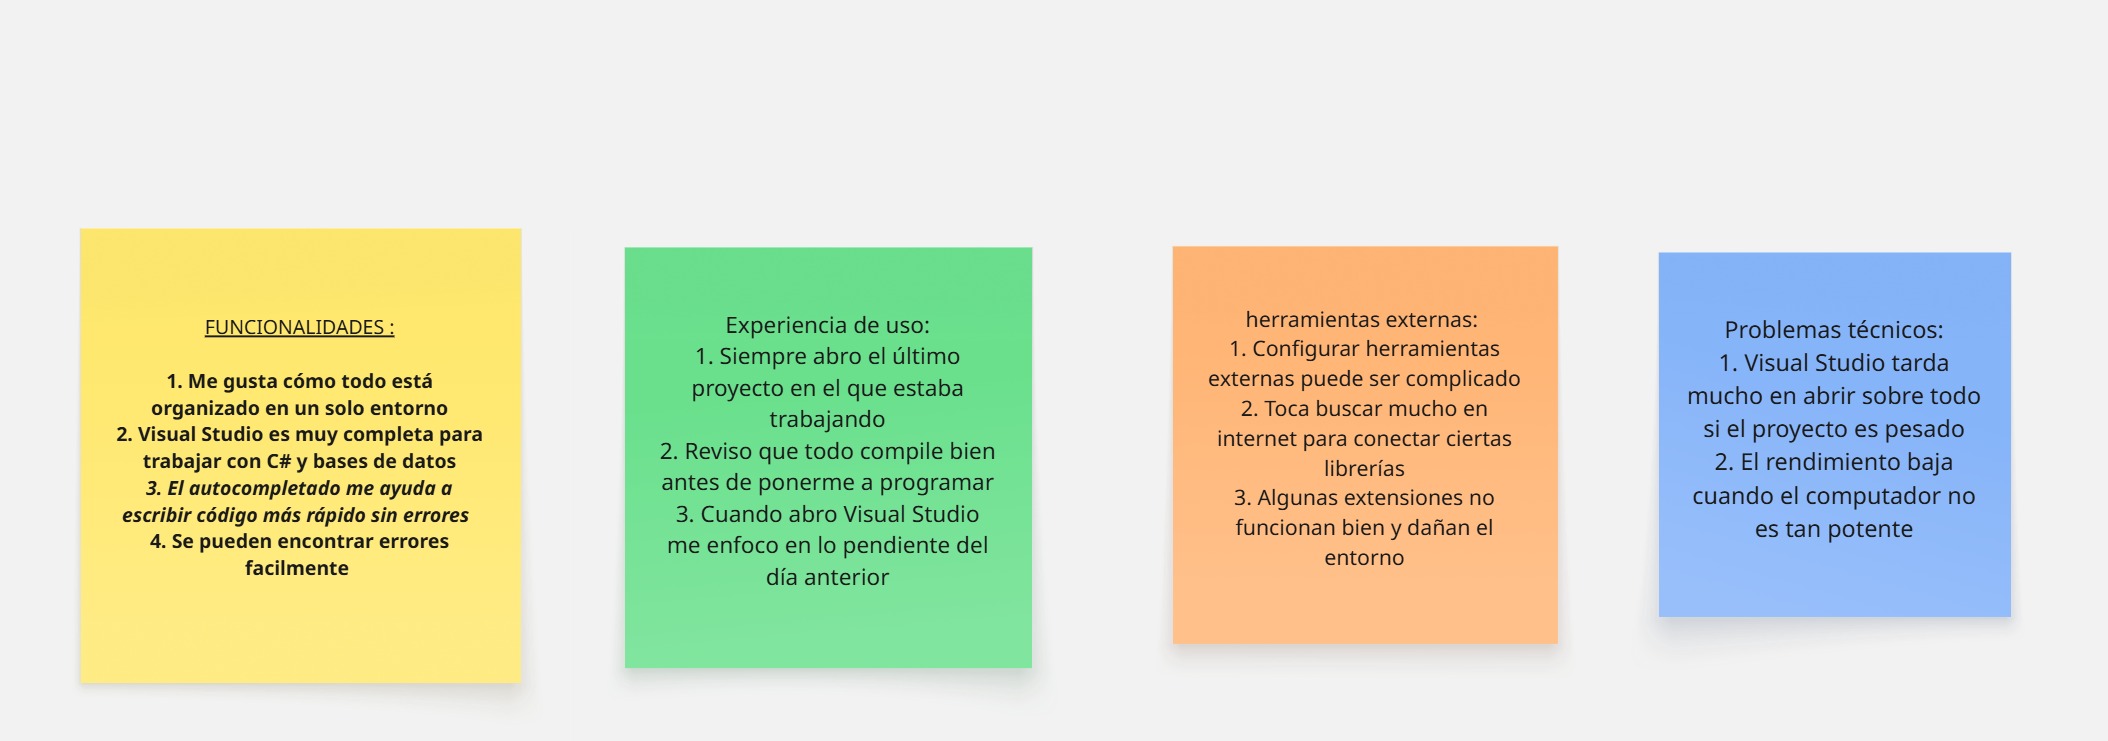 FUNCIONALIDADES :
1. Me gusta cómo todo está
organizado en un solo entorno
2. Visual Studio es muy completa para
trabajar con C# y bases de datos
3. El autocompletado me ayuda a
escribir código más rápido sin errores
4. Se pueden encontrar errores
facilmente
Experiencia de uso:
1. Siempre abro el último
proyecto en el que estaba
trabajando
2. Reviso que todo compile bien
antes de ponerme a programar
3. Cuando abro Visual Studio
me enfoco en lo pendiente del
día anterior
herramientas externas:
1. Configurar herramientas
externas puede ser complicado
2. Toca buscar mucho en
internet para conectar ciertas
librerías
3. Algunas extensiones no
funcionan bien y dañan el
entorno
Problemas técnicos:
1. Visual Studio tarda
mucho en abrir sobre todo
si el proyecto es pesado
2. El rendimiento baja
cuando el computador no
es tan potente